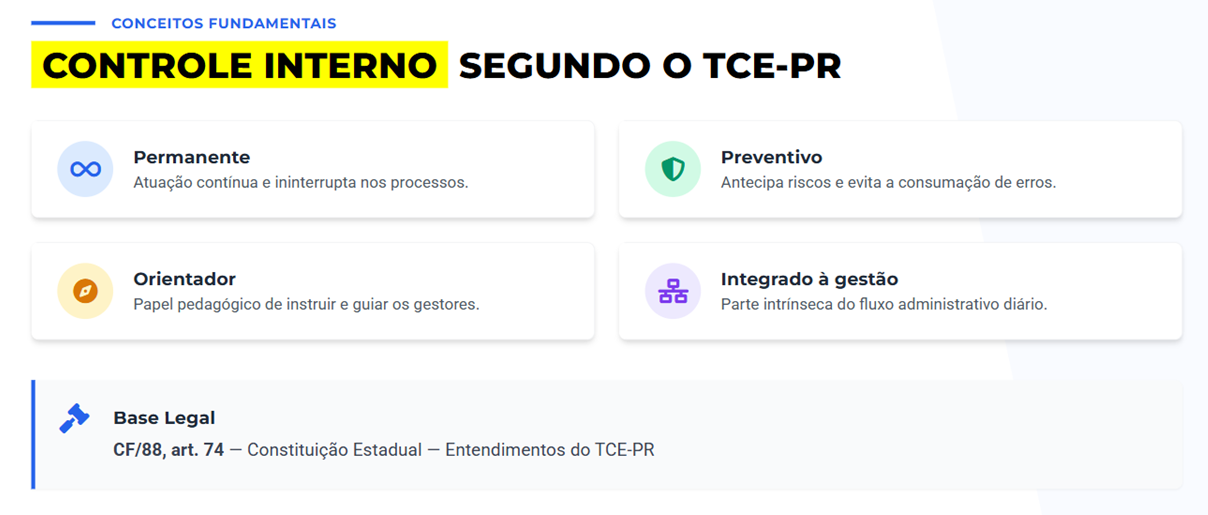 CONCEITOS FUNDAMENTAIS
CONTROLE INTERNO SEGUNDO O TCE-PR
Permanente
Atuação contínua e ininterrupta nos processos.
Preventivo
Antecipa riscos e evita a consumação de erros.
Orientador
Papel pedagógico de instruir e guiar os gestores.
Integrado à gestão
Parte intrínseca do fluxo administrativo diário.
Base Legal
CF/88, art. 74 — Constituição Estadual — Entendimentos do TCE-PR